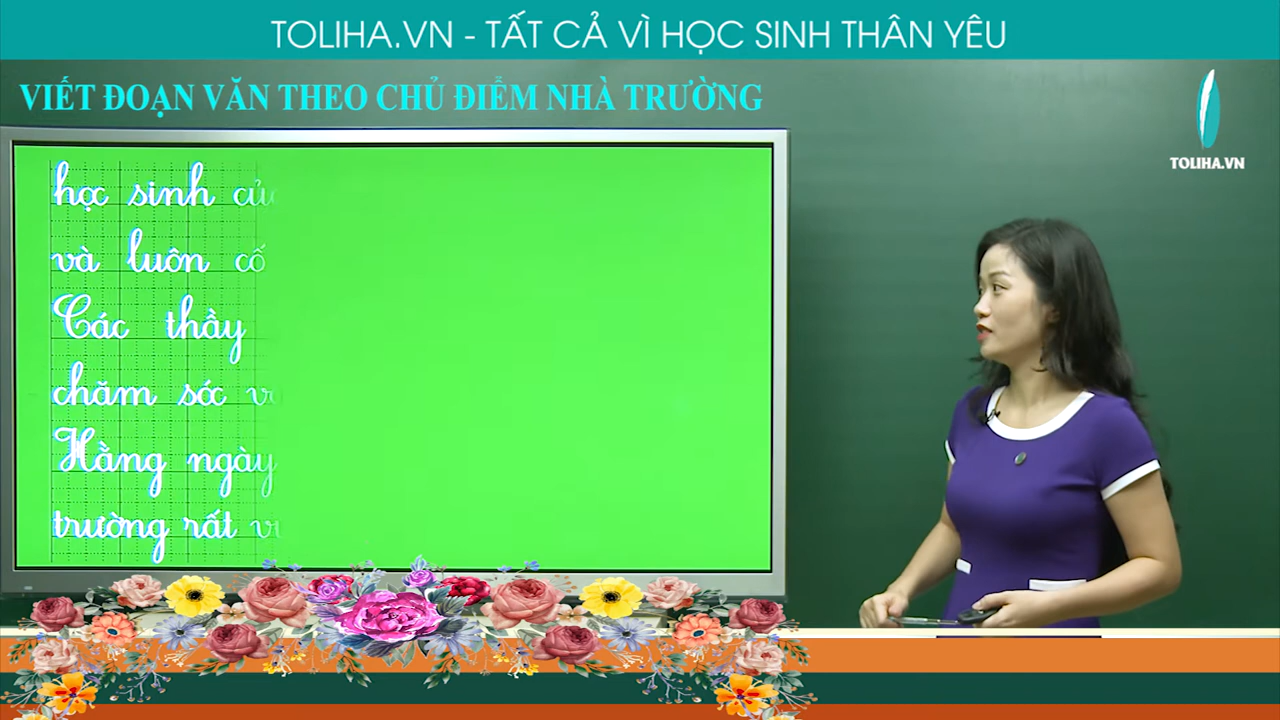 TOLIHA.VN - TẤT CẢ VÌ HỌC SINH THÂN YÊU
VIẾT ĐOẠN VĂN THEO CHỦ ĐIỂM NHÀ TRƯỜNG
TOLIHA.VN
học sinh
và luôn cố
Các thầy
chăm sóc
Hằng ngày
trường rất